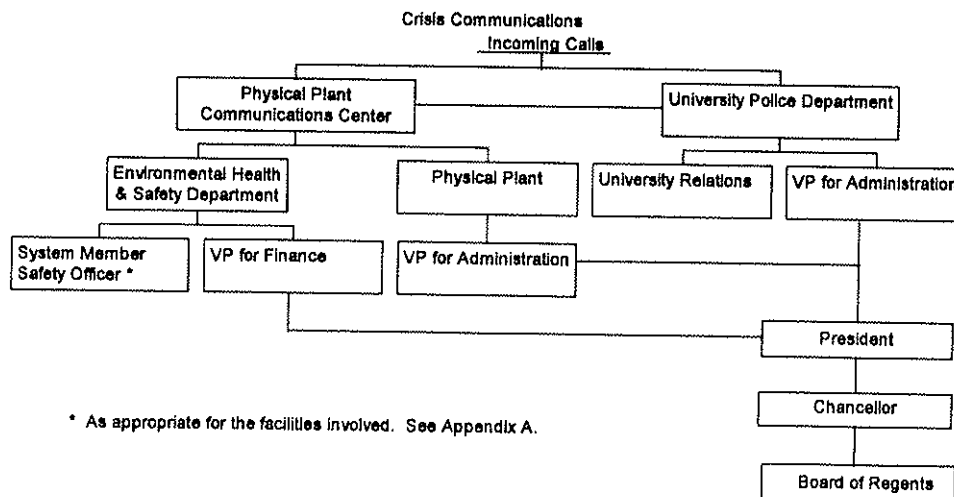 Crisis Communications
Incoming Calls
Physical Plant
Communications Center
University Police Department
Environmental Health
& Safety Department
Physical Plant
University Relations
VP for Administration
System Member
Safety Officer *
VP for Finance
VP for Administration
President
* As appropriate for the facilities involved. See Appendix A.
Chancellor
Board of Regents